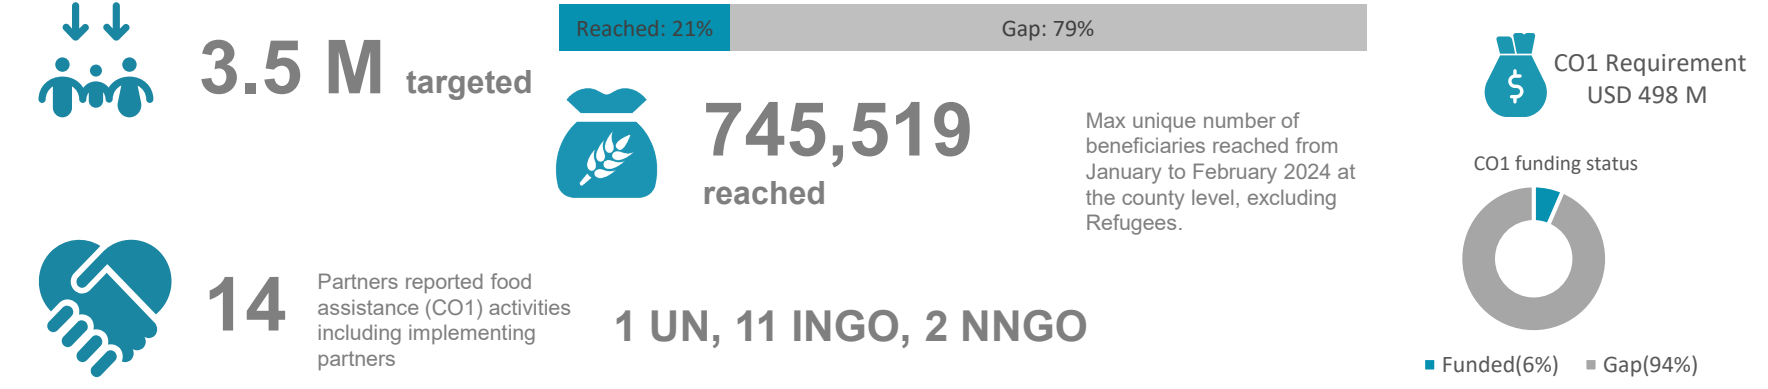 3.5 M targeted
Reached: 21%
Gap: 79%
745,519
reached
Max unique number of
beneficiaries reached from
January to February 2024 at
the county level, excluding
Refugees.
$
CO1 Requirement
USD 498 M
CO1 funding status
Funded(6%)
Gap(94%)
14
Partners reported food
assistance (CO1) activities
including implementing
partners
1 UN, 11 INGO, 2 NNGO